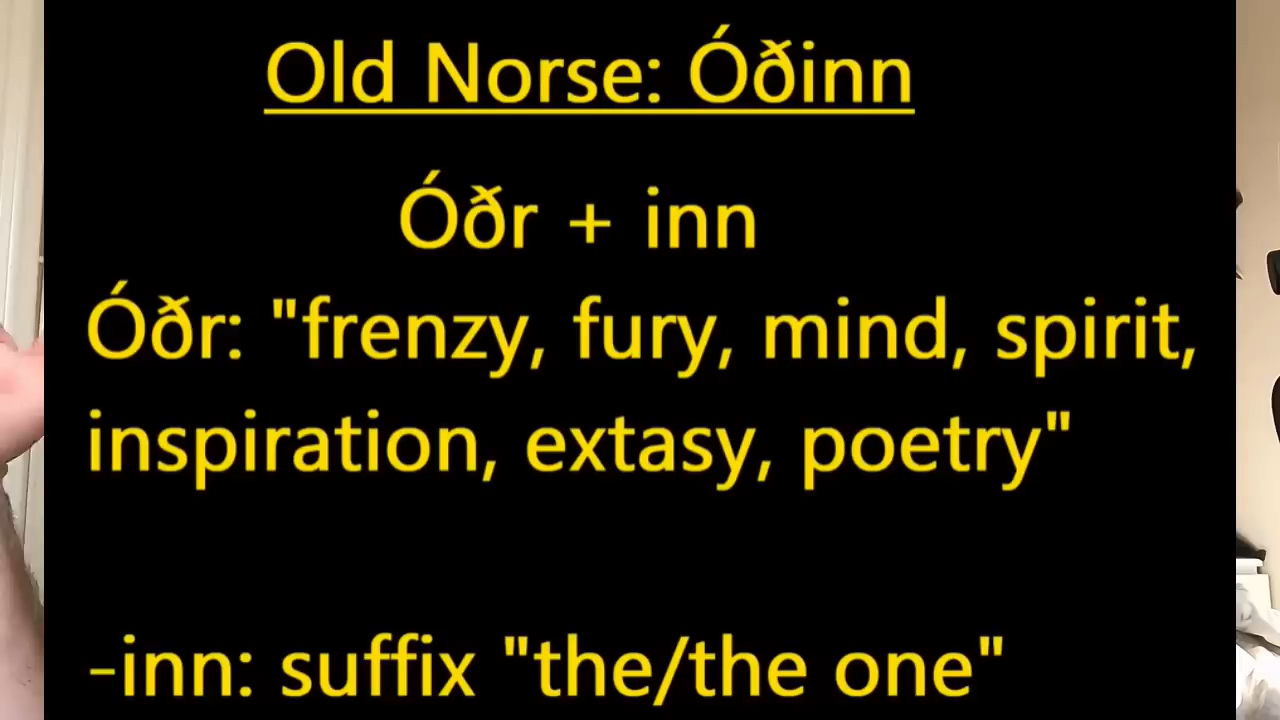 Old Norse: Óðinn
Óðr + inn
Óðr: "frenzy, fury, mind, spirit,
inspiration, extasy, poetry"
-inn: suffix "the/the one"